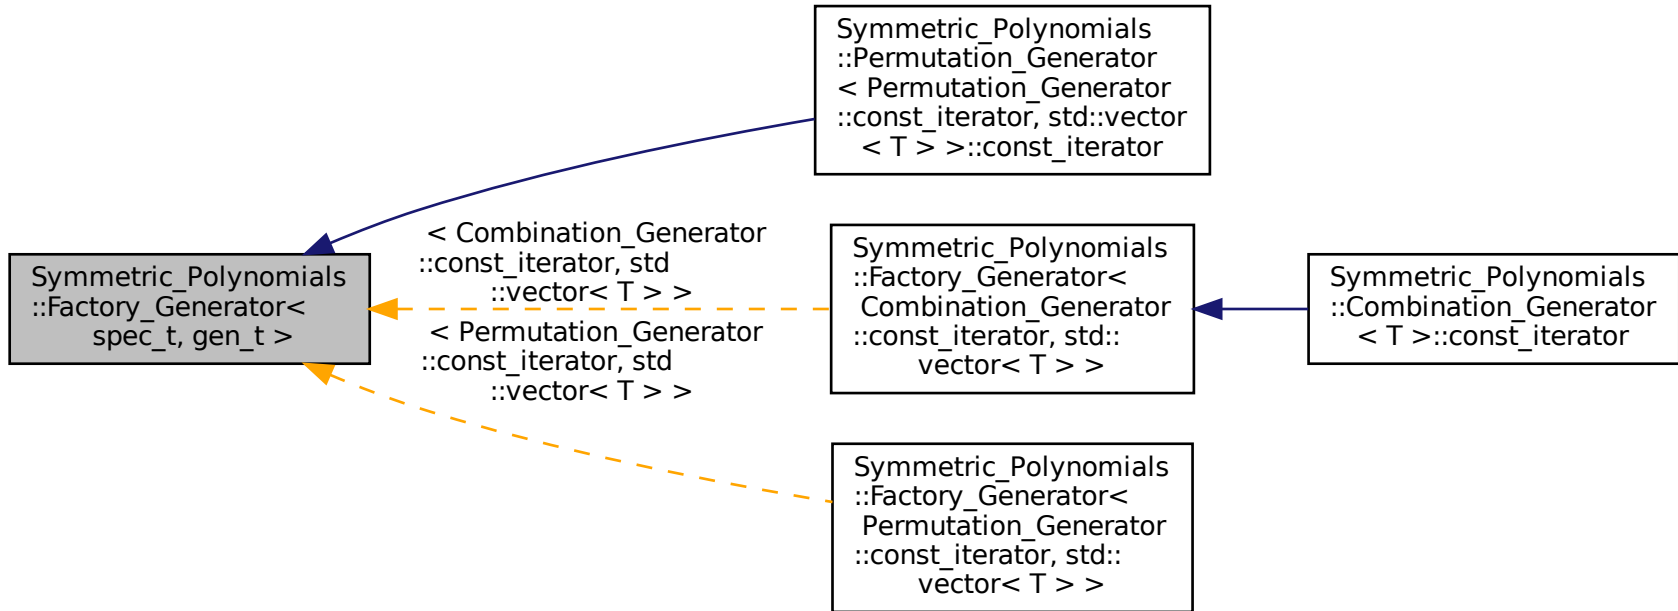 Symmetric_Polynomials
::Permutation_Generator
< Permutation_Generator
::const_iterator, std::vector
< T > >::const_iterator
< Combination_Generator
::const_iterator, std
::vector< T > >
Symmetric_Polynomials
::Factory_Generator<
spec_t, gen_t >
Symmetric_Polynomials
::Factory_Generator<
Combination_Generator
::const_iterator, std::
vector< T > >
Symmetric_Polynomials
::Combination_Generator
< T >::const_iterator
< Permutation_Generator
::const_iterator, std
::vector< T > >
Symmetric_Polynomials
::Factory_Generator<
Permutation_Generator
::const_iterator, std::
vector< T > >